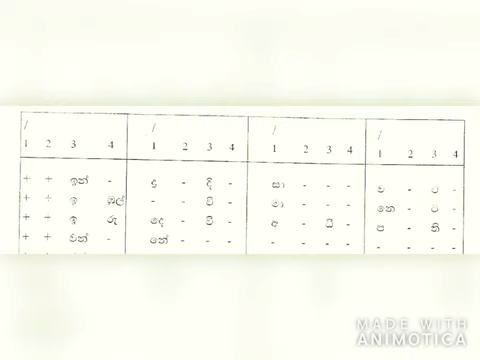 / / / /
1 2 3 4 1 2 3 4 1 2 3 4 1 2 3 4
+ + ඉන් - දු - දි - සා - - - ව - ට -
+ + ඉ ඹුල් - - වි - මා - - - නෙ - ට -
+ + ඉ රු දෙ - වි - අ - ධි - ප - ති -
+ + වන් - නේ - - - - - - - - - - -
MADE WITH
ANIMOTICA